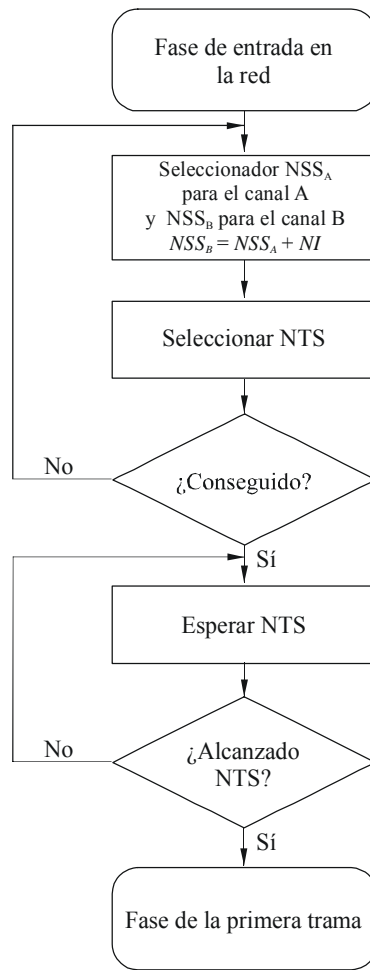 Fase de entrada en
la red
Seleccionador NSS_A
para el canal A
y NSS_B para el canal B
NSS_B = NSS_A + NI
Seleccionar NTS
No
¿Conseguido?
Sí
Esperar NTS
No
¿Alcanzado
NTS?
Sí
Fase de la primera trama